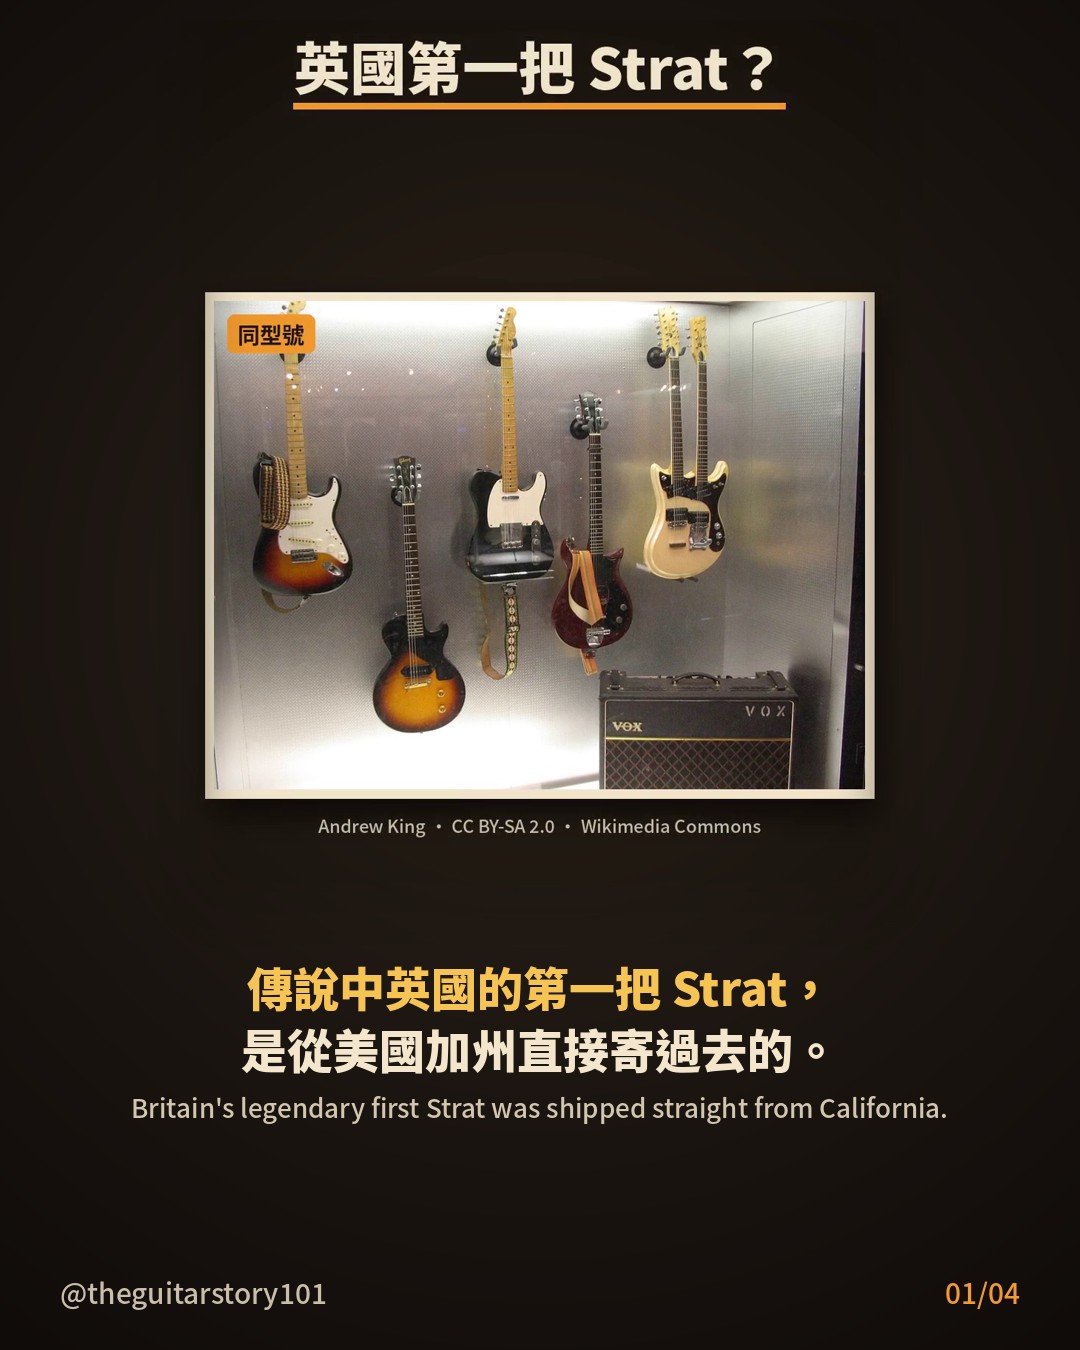 英國第一把 Strat？
同型號
Gibson
VOX
VOX
Andrew King • CC BY-SA 2.0 • Wikimedia Commons
傳說中英國的第一把 Strat，
是從美國加州直接寄過去的。
Britain's legendary first Strat was shipped straight from California.
@theguitarstory101
01/04